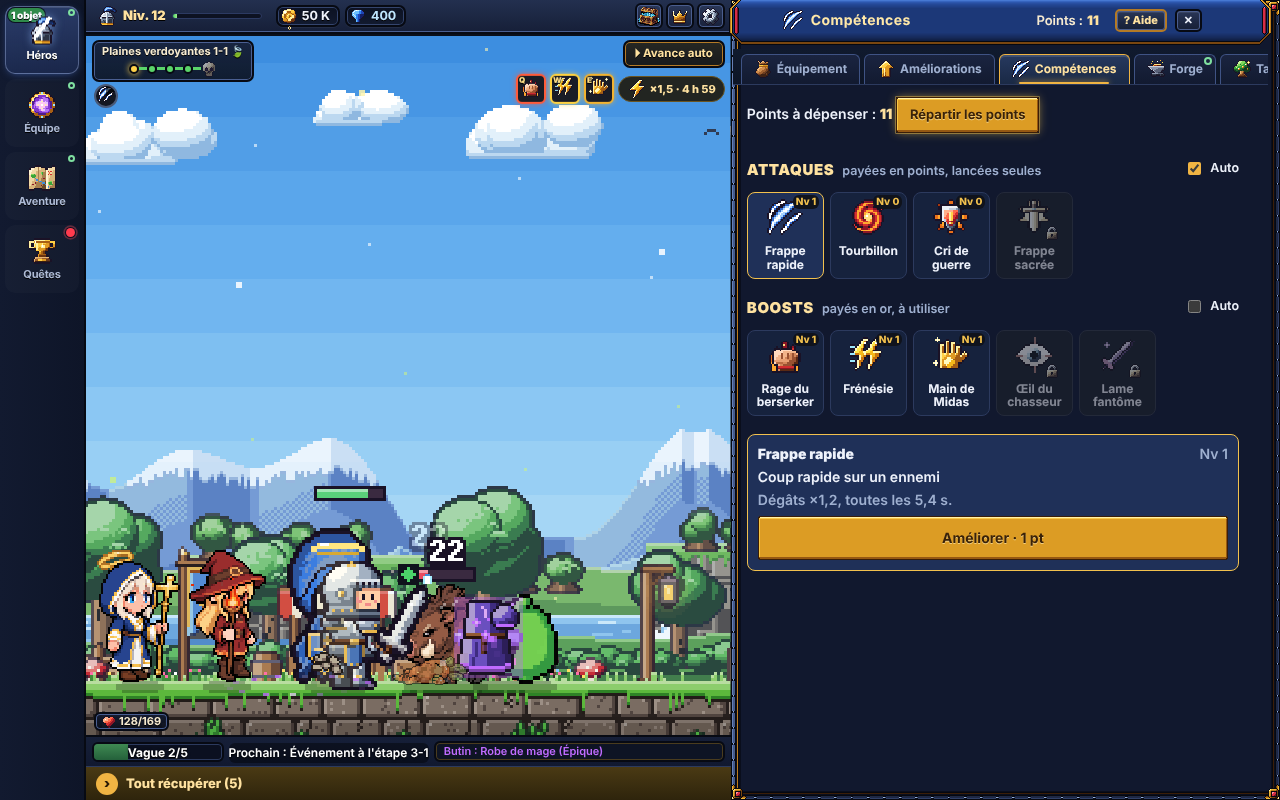 1 objet
Héros
Équipe
Aventure
Quêtes
Niv. 12
50 K
400
Plaines verdoyantes 1-1
Avance auto
Q
W
E
×1,5 · 4 h 59
22
128/169
Vague 2/5
Prochain : Événement à l'étape 3-1
Butin : Robe de mage (Épique)
Tout récupérer (5)
Compétences
Points : 11
? Aide
×
Équipement
Améliorations
Compétences
Forge
Ta
Points à dépenser : 11
Répartir les points
ATTAQUES payées en points, lancées seules
Auto
Nv 1
Frappe
rapide
Nv 0
Tourbillon
Nv 0
Cri de
guerre
Frappe
sacrée
BOOSTS payés en or, à utiliser
Auto
Nv 1
Rage du
berserker
Nv 1
Frénésie
Nv 1
Main de
Midas
Œil du
chasseur
Lame
fantôme
Frappe rapide
Nv 1
Coup rapide sur un ennemi
Dégâts ×1,2, toutes les 5,4 s.
Améliorer · 1 pt